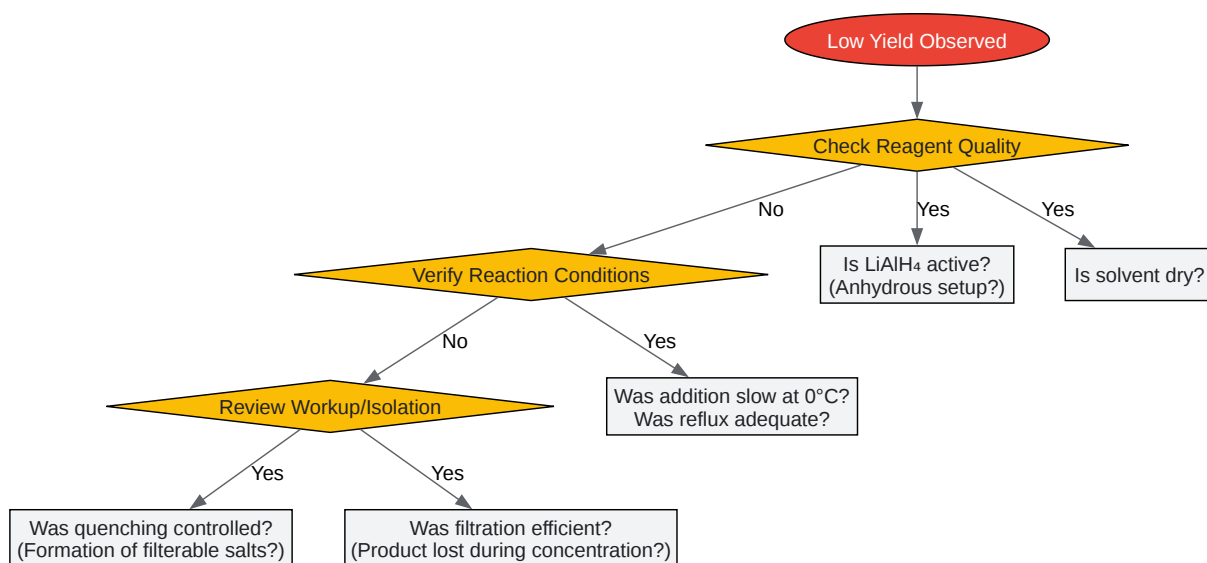 Low Yield Observed
Check Reagent Quality
No
Yes
Yes
Verify Reaction Conditions
Is LiAlH₄ active?
(Anhydrous setup?)
Is solvent dry?
No
Yes
Review Workup/Isolation
Was addition slow at 0°C?
Was reflux adequate?
Yes
Yes
Was quenching controlled?
(Formation of filterable salts?)
Was filtration efficient?
(Product lost during concentration?)